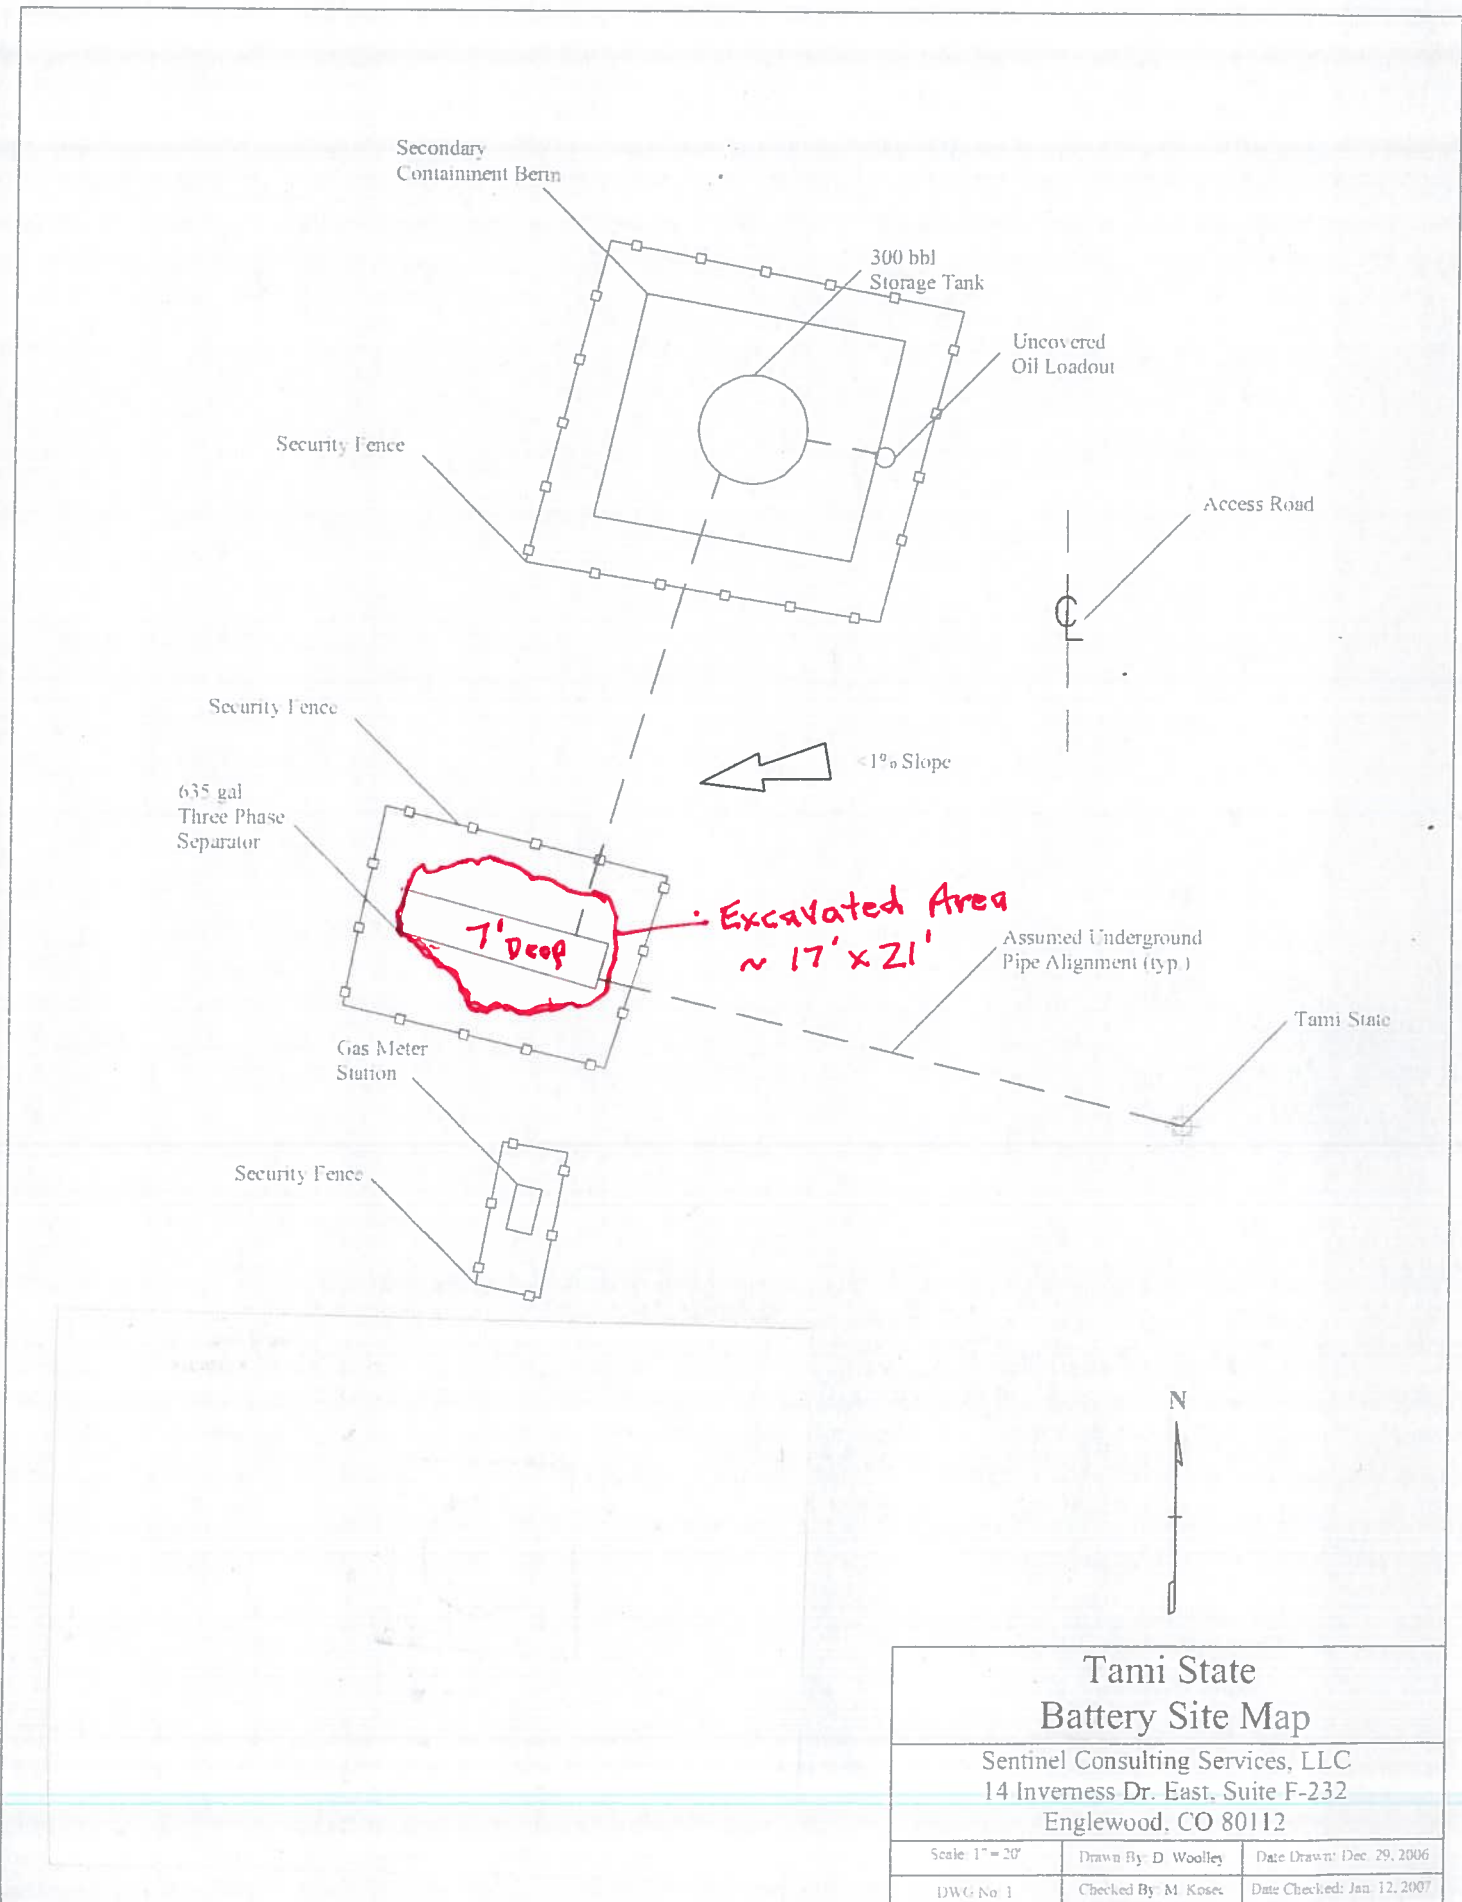 Secondary
Containment Berm
300 bbl
Storage Tank
Uncovered
Oil Loadout
Security Fence
Access Road
CL
Security Fence
<1% Slope
635 gal
Three Phase
Separator
7' Deep
Excavated Area
~ 17' x 21'
Assumed Underground
Pipe Alignment (typ.)
Tami State
Gas Meter
Station
Security Fence
N
Tami State
Battery Site Map
Sentinel Consulting Services, LLC
14 Inverness Dr. East, Suite F-232
Englewood, CO 80112
Scale: 1" = 20'
Drawn By: D. Woolley
Date Drawn: Dec. 29, 2006
DWG No: 1
Checked By: M.
Date Checked: Jan. 12, 2007